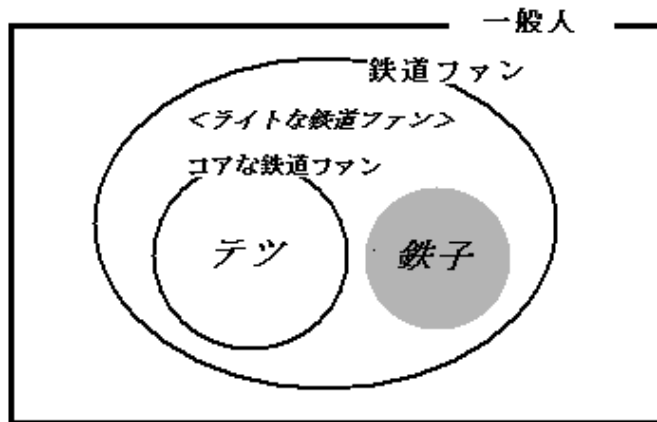 一般人
鉄道ファン
＜ライトな鉄道ファン＞
コアな鉄道ファン
テツ
鉄子